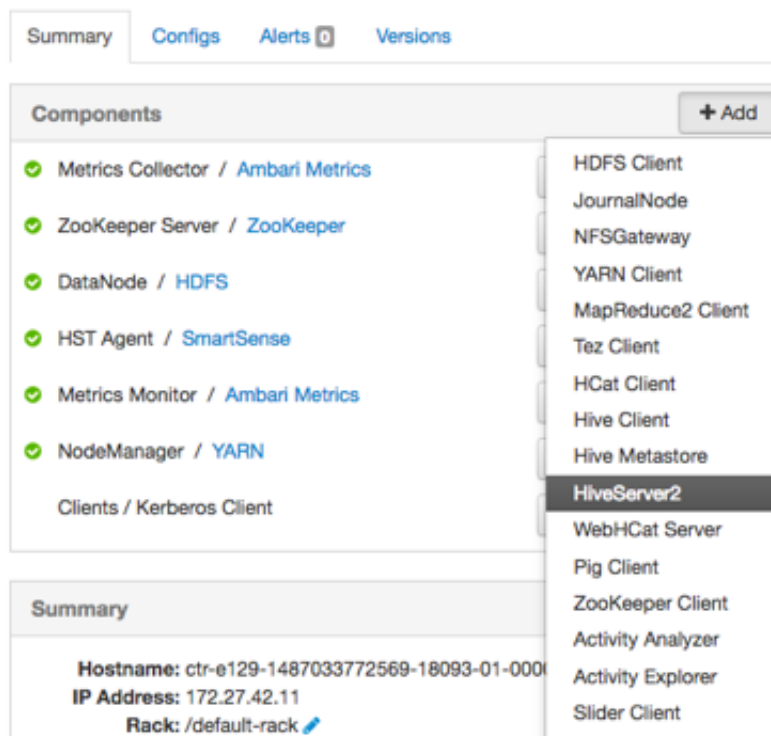 Summary Configs Alerts 0 Versions
Components
+ Add
Metrics Collector / Ambari Metrics
ZooKeeper Server / ZooKeeper
DataNode / HDFS
HST Agent / SmartSense
Metrics Monitor / Ambari Metrics
NodeManager / YARN
Clients / Kerberos Client
HDFS Client
JournalNode
NFSGateway
YARN Client
MapReduce2 Client
Tez Client
HCat Client
Hive Client
Hive Metastore
HiveServer2
WebHCat Server
Pig Client
ZooKeeper Client
Activity Analyzer
Activity Explorer
Slider Client
Summary
Hostname: ctr-e129-1487033772569-18093-01-000
IP Address: 172.27.42.11
Rack: /default-rack